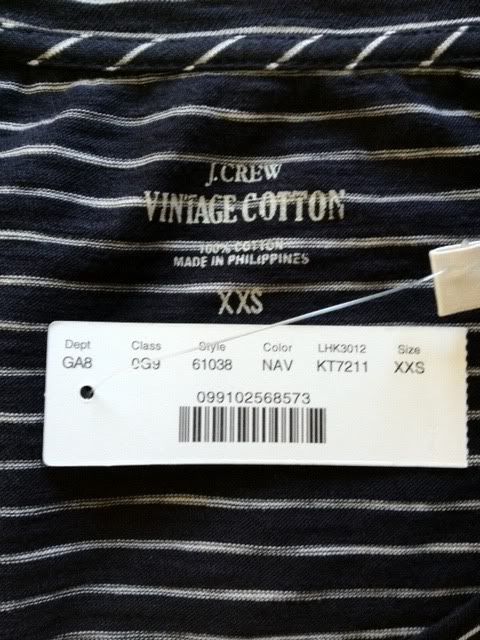 J.CREW
VINTAGE COTTON
100% COTTON
MADE IN PHILIPPINES
XXS
Dept Class Style Color LHK3012 Size
GA8 0G9 61038 NAV KT7211 XXS
099102568573